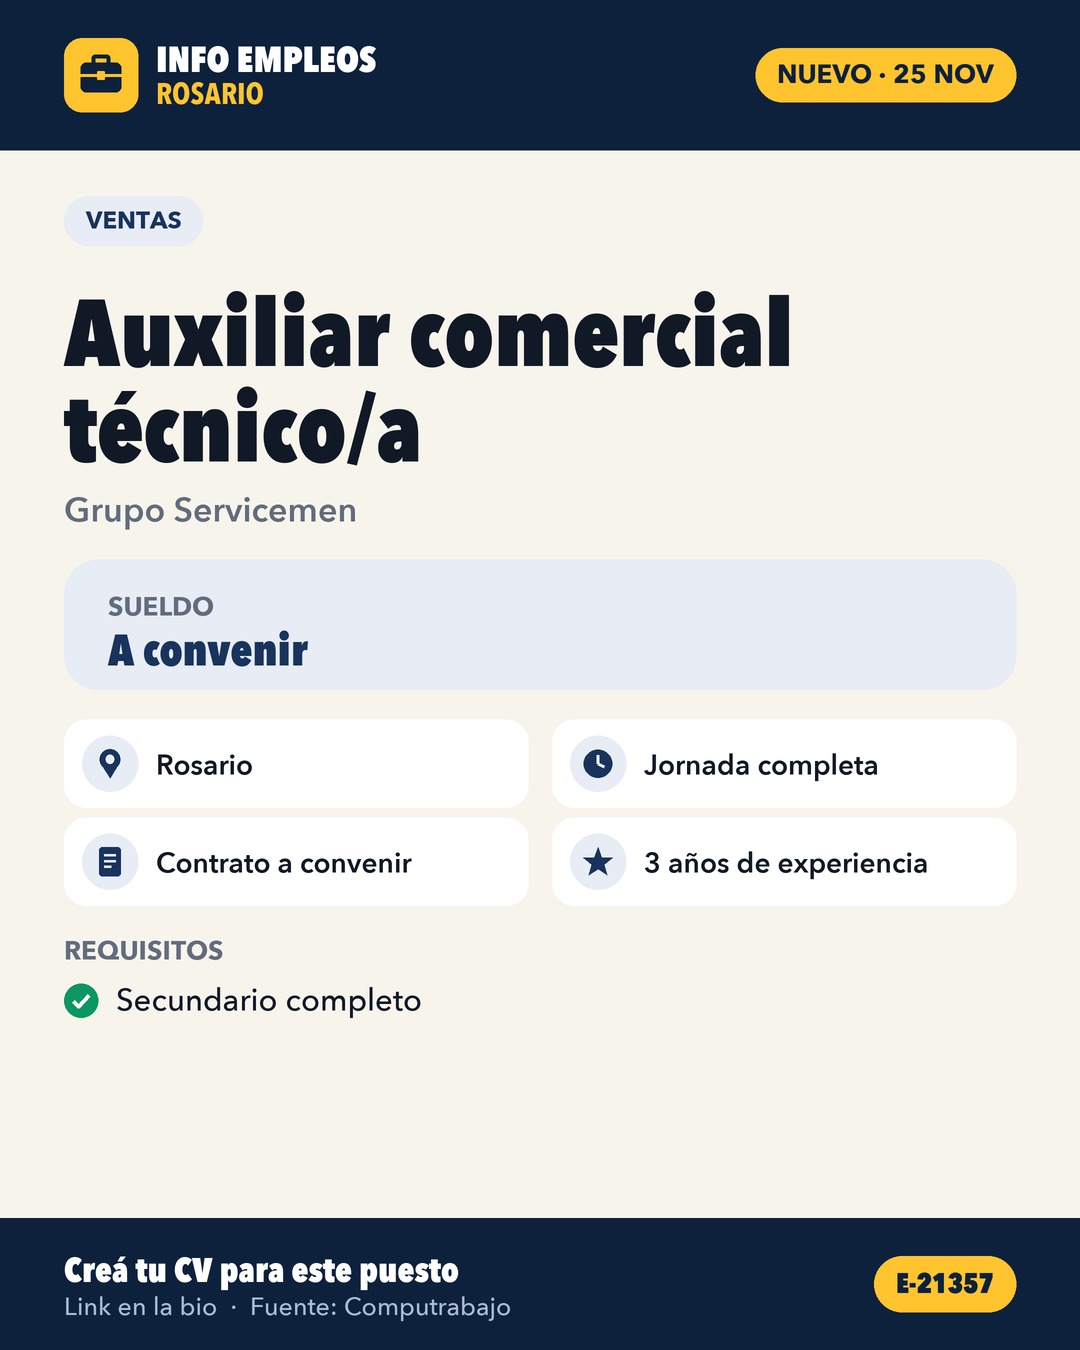 INFO EMPLEOS
ROSARIO
NUEVO · 25 NOV
VENTAS
Auxiliar comercial
técnico/a
Grupo Servicemen
SUELDO
A convenir
Rosario
Jornada completa
Contrato a convenir
3 años de experiencia
REQUISITOS
Secundario completo
Creá tu CV para este puesto
Link en la bio · Fuente: Computrabajo
E-21357